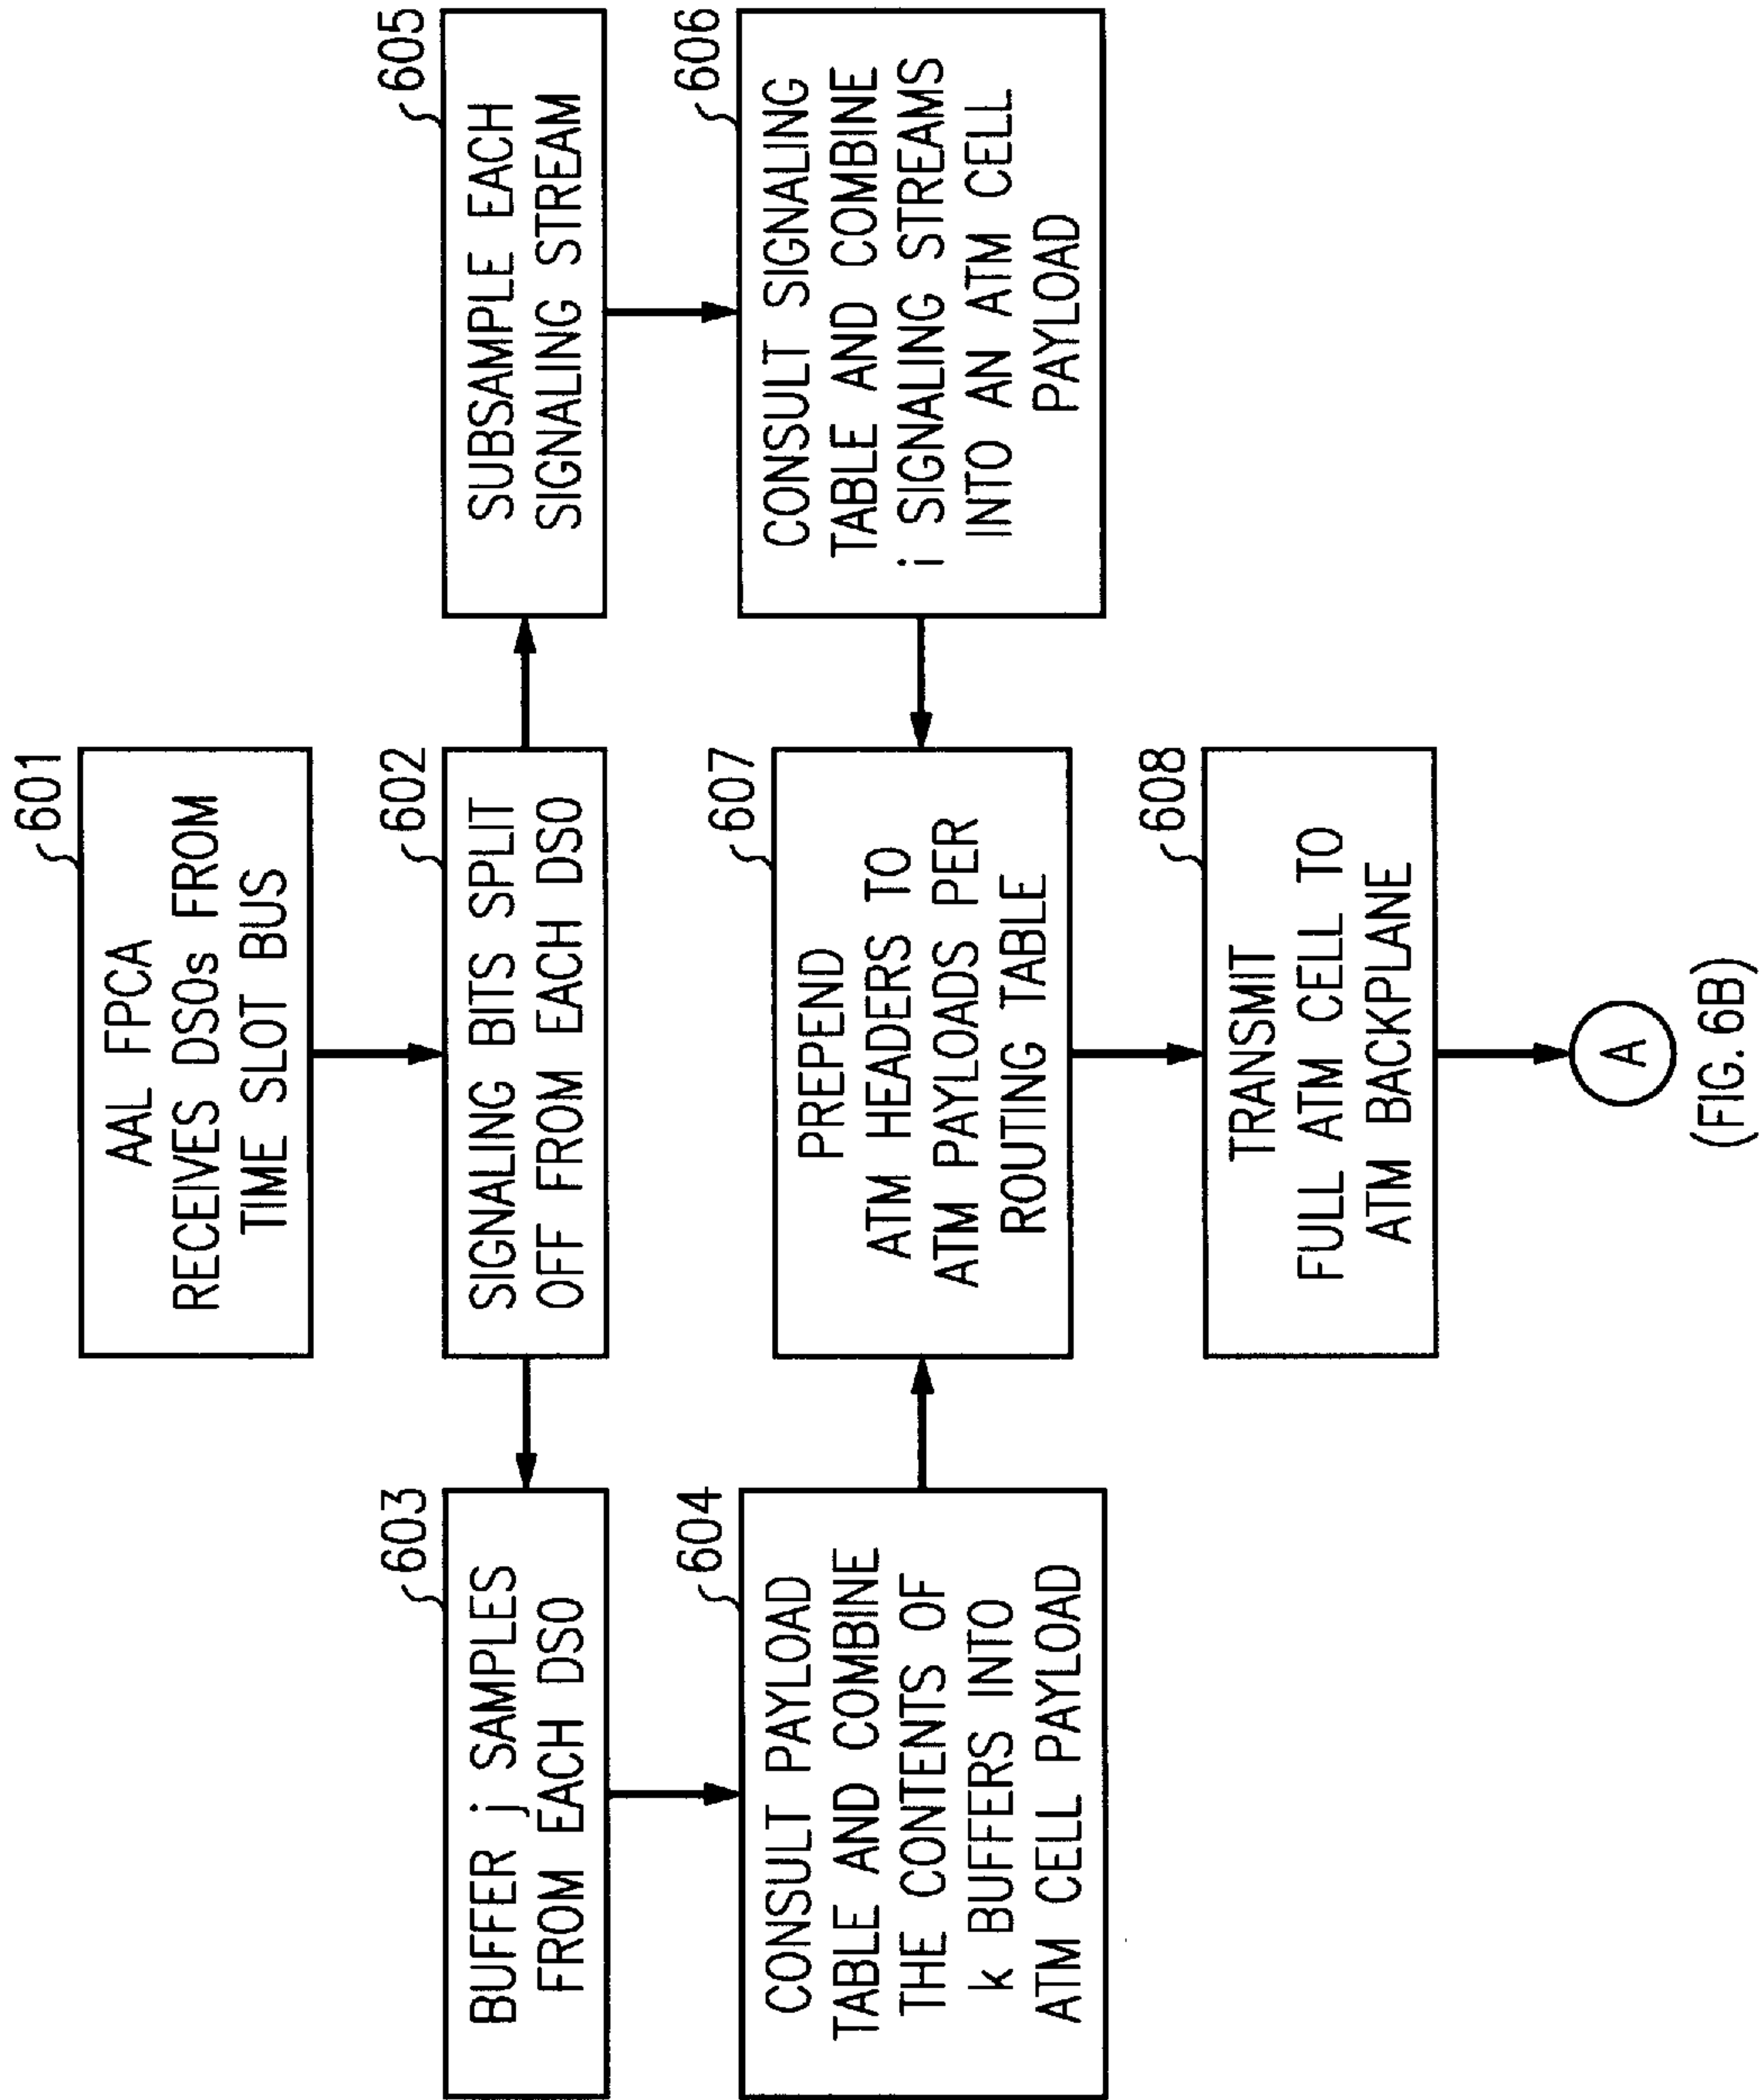 601
AAL FPCA
RECEIVES DSOs FROM
TIME SLOT BUS
602
SIGNALING BITS SPLIT
OFF FROM EACH DSO
603
BUFFER j SAMPLES
FROM EACH DSO
604
CONSULT PAYLOAD
TABLE AND COMBINE
THE CONTENTS OF
k BUFFERS INTO
ATM CELL PAYLOAD
605
SUBSAMPLE EACH
SIGNALING STREAM
606
CONSULT SIGNALING
TABLE AND COMBINE
i SIGNALING STREAMS
INTO AN ATM CELL
PAYLOAD
607
PREPEND
ATM HEADERS TO
ATM PAYLOADS PER
ROUTING TABLE
608
TRANSMIT
FULL ATM CELL TO
ATM BACKPLANE
A
(FIG. 6B)